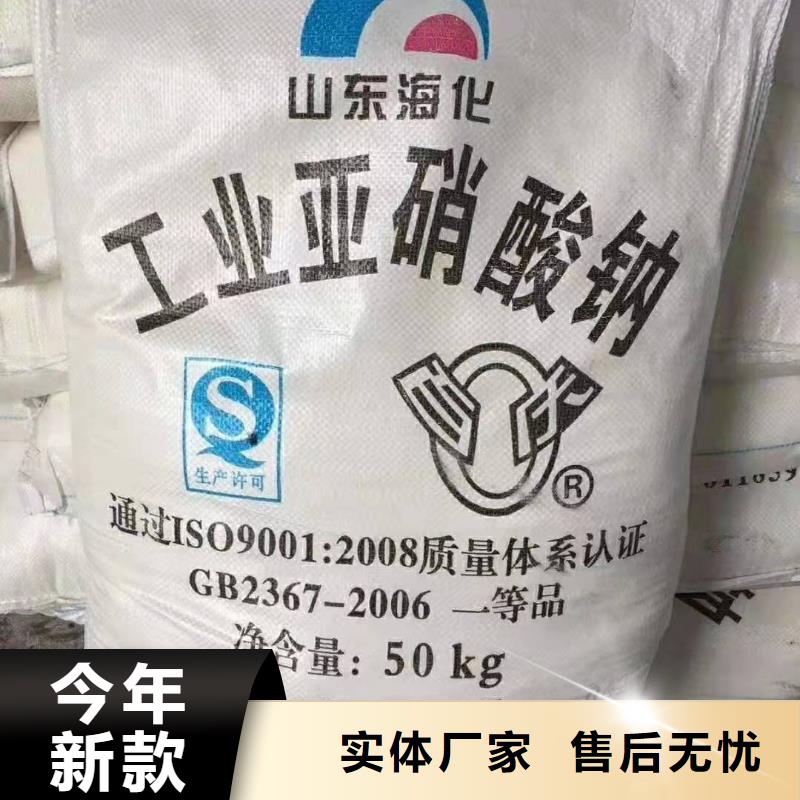 山东海化
工业亚硝酸钠
生产许可
®
通过ISO9001:2008质量体系认证
GB2367-2006 一等品
净含量: 50 kg
今年
新款
实体厂家 售后无忧